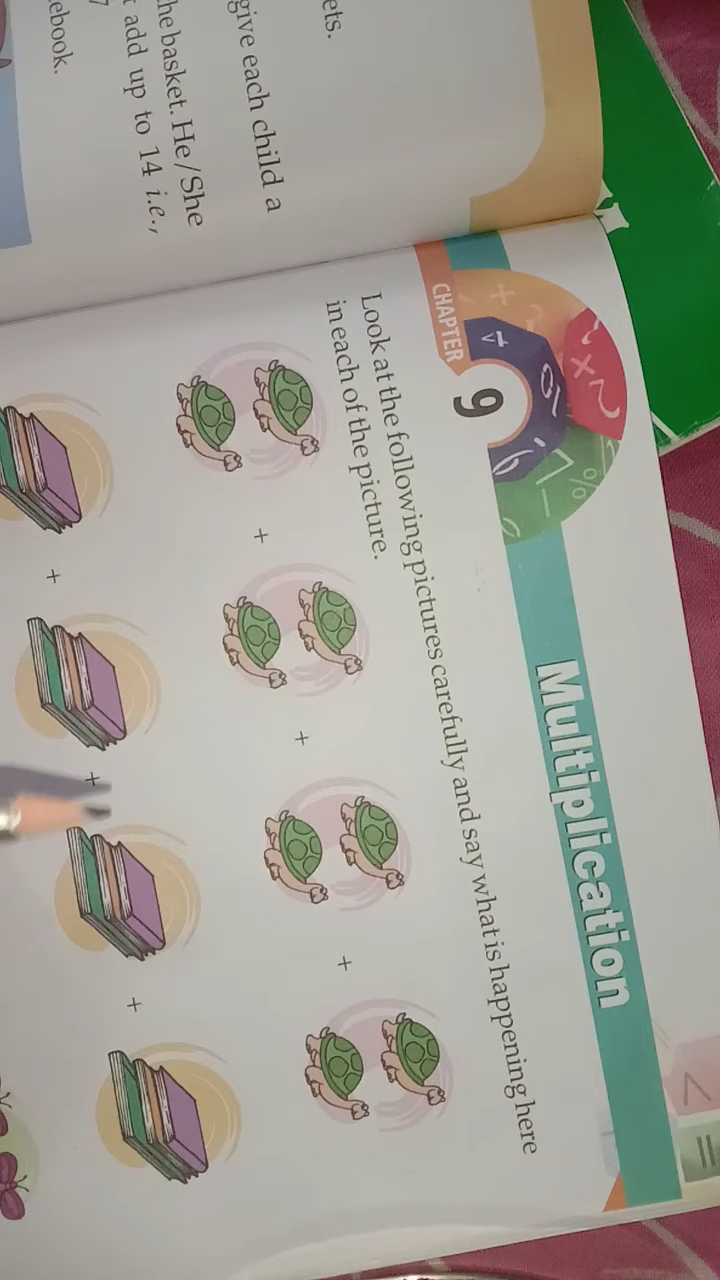 ets.
give each child a
he basket. He/She
add up to 14 i.e.,
ebook.
CHAPTER
9
Multiplication
Look at the following pictures carefully and say what is happening here
in each of the picture.
+ + +
+ + +